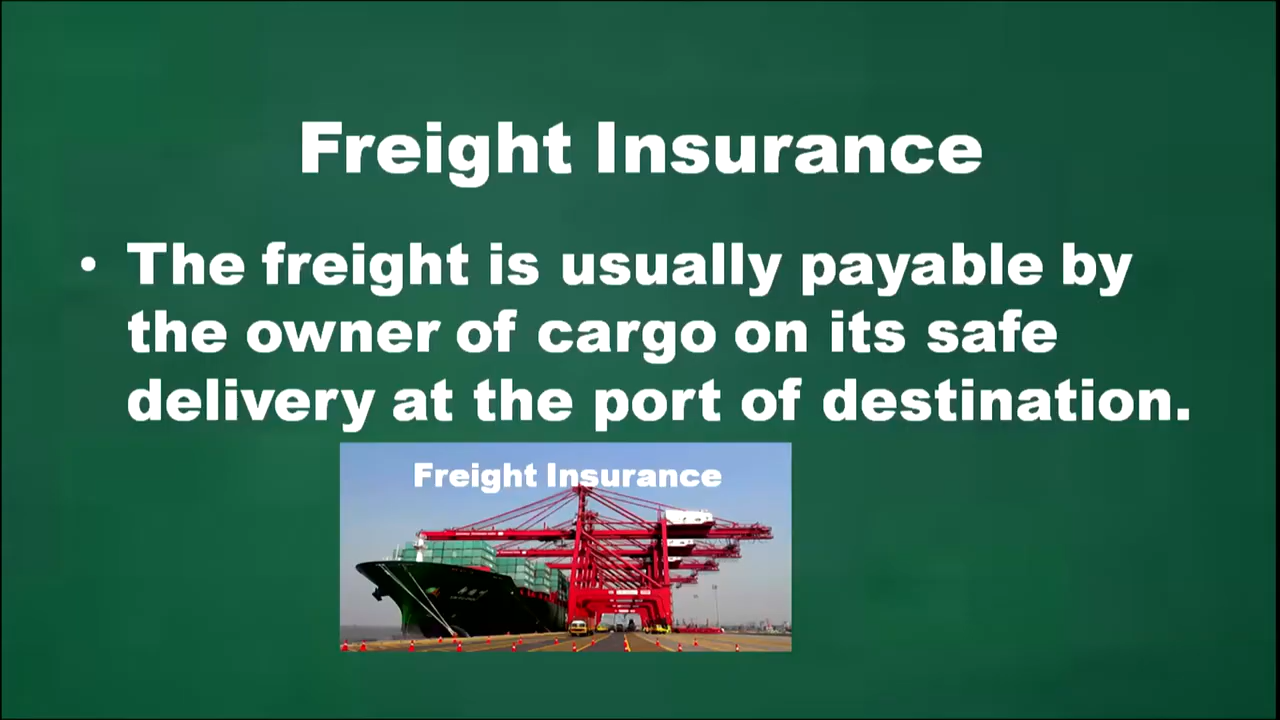 Freight Insurance
• The freight is usually payable by
the owner of cargo on its safe
delivery at the port of destination.
Freight Insurance